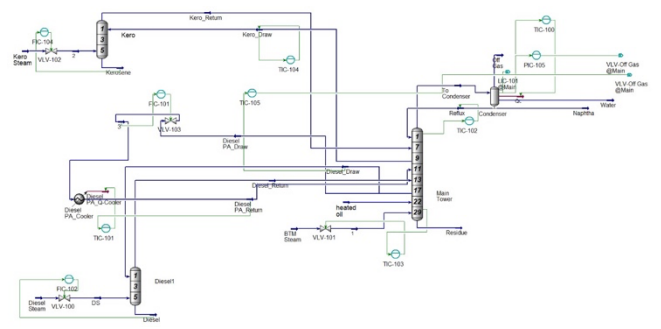 Kero_Return
Kero_Draw
FIC-104
1
3
5
Kero
Kero
Steam
VLV-102
2
Kerosene
TIC-104
TIC-105
FIC-101
3
VLV-103
Diesel
PA_Draw
TIC-100
PIC-105
Off
Gas
LIC-101
@Main
VLV-Off Gas
@Main
VLV-Off Gas
@Main
To
Condenser
Water
Reflux
Condenser
Naphtha
TIC-102
1
7
9
11
13
17
22
29
Main
Tower
Diesel_Draw
Diesel_Return
Diesel
PA_Q-Cooler
Diesel
PA_Cooler
Diesel
PA_Return
TIC-101
heated
oil
BTM
Steam
VLV-101
1
Residue
TIC-103
FIC-102
1
3
5
Diesel1
Diesel
Steam
VLV-100
DS
Diesel